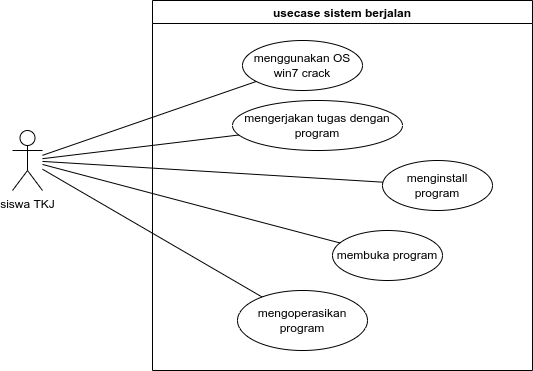 usecase sistem berjalan
menggunakan OS
win7 crack
mengerjakan tugas dengan
program
menginstall
program
siswa TKJ
membuka program
mengoperasikan
program